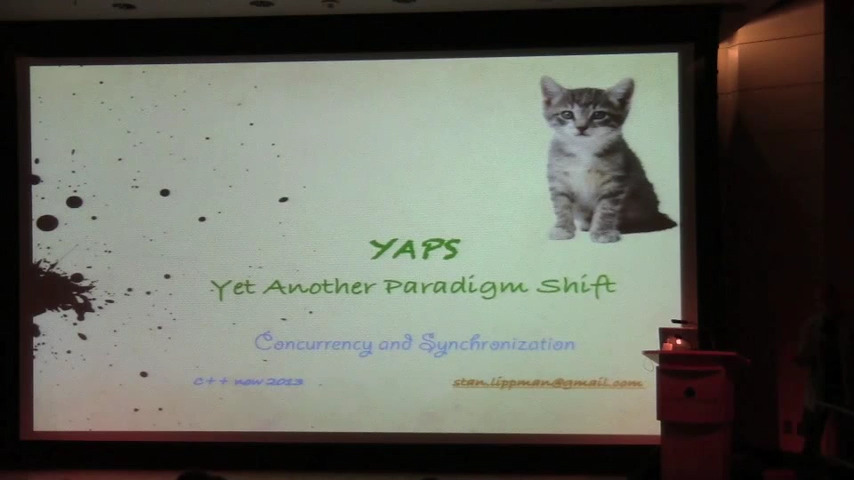 YAPS
Yet Another Paradigm Shift
Concurrency and Synchronization
C++ now 2013
stan.lippman@gmail.com